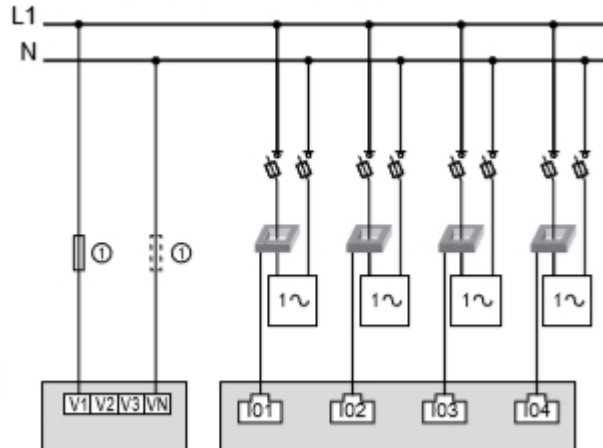 L1
N
① ①
1∿ 1∿ 1∿ 1∿
V1 V2 V3 VN
I01 I02 I03 I04